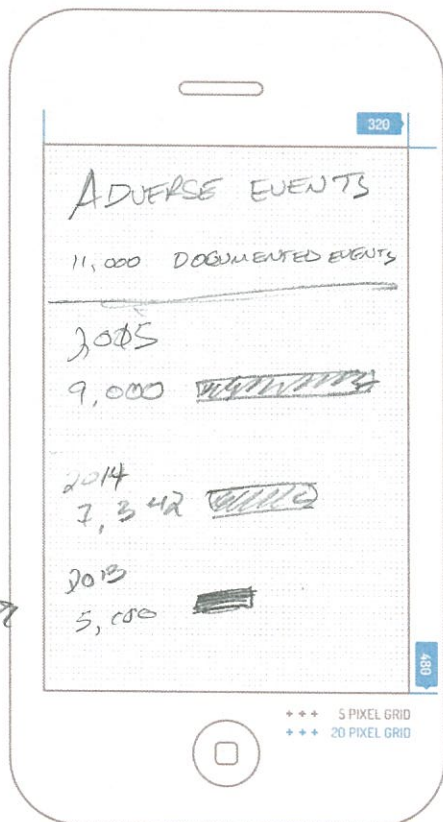 320
ADVERSE EVENTS
11,000 DOCUMENTED EVENTS
2015
9,000
2014
7,342
2013
5,000
480
+++ 5 PIXEL GRID
+++ 20 PIXEL GRID